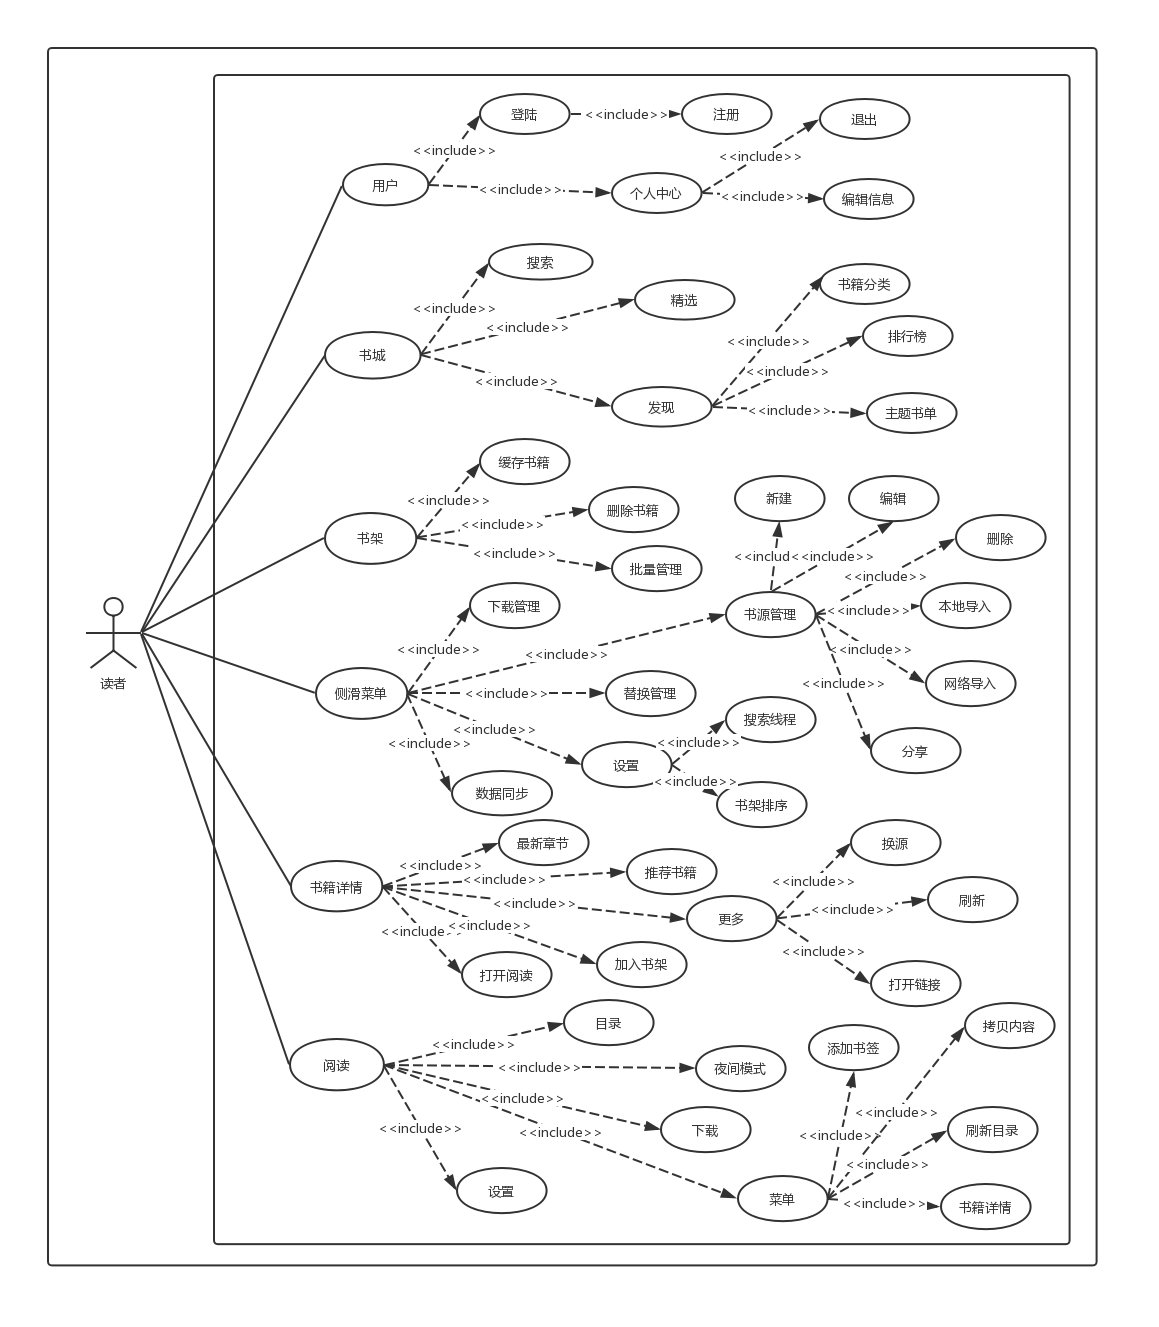 登陆
<<include>>
注册
退出
<<include>>
<<include>>
用户
<<include>>
个人中心
<<include>>
编辑信息
搜索
<<include>>
精选
<<include>>
书籍分类
书城
<<include>>
排行榜
<<include>>
<<include>>
发现
<<include>>
主题书单
缓存书籍
<<include>>
删除书籍
<<include>>
书架
<<include>>
批量管理
新建
编辑
<<includ
<<include>>
删除
<<include>>
下载管理
书源管理
<<include>>
本地导入
<<include>>
<<include>>
<<include>>
网络导入
<<include>>
读者
侧滑菜单
<<include>>
替换管理
搜索线程
<<include>>
<<include>>
<<include>>
分享
设置
<<include>>
数据同步
书架排序
最新章节
换源
<<include>>
推荐书籍
<<include>>
<<include>>
书籍详情
<<include>>
更多
<<include>>
刷新
<<include>>
<<include>>
<<include>>
打开阅读
加入书架
打开链接
目录
拷贝内容
<<include>>
添加书签
阅读
<<include>>
夜间模式
<<include>>
<<include>>
<<include>>
<<include>>
下载
<<include>>
刷新目录
<<include>>
设置
菜单
<<include>>
书籍详情